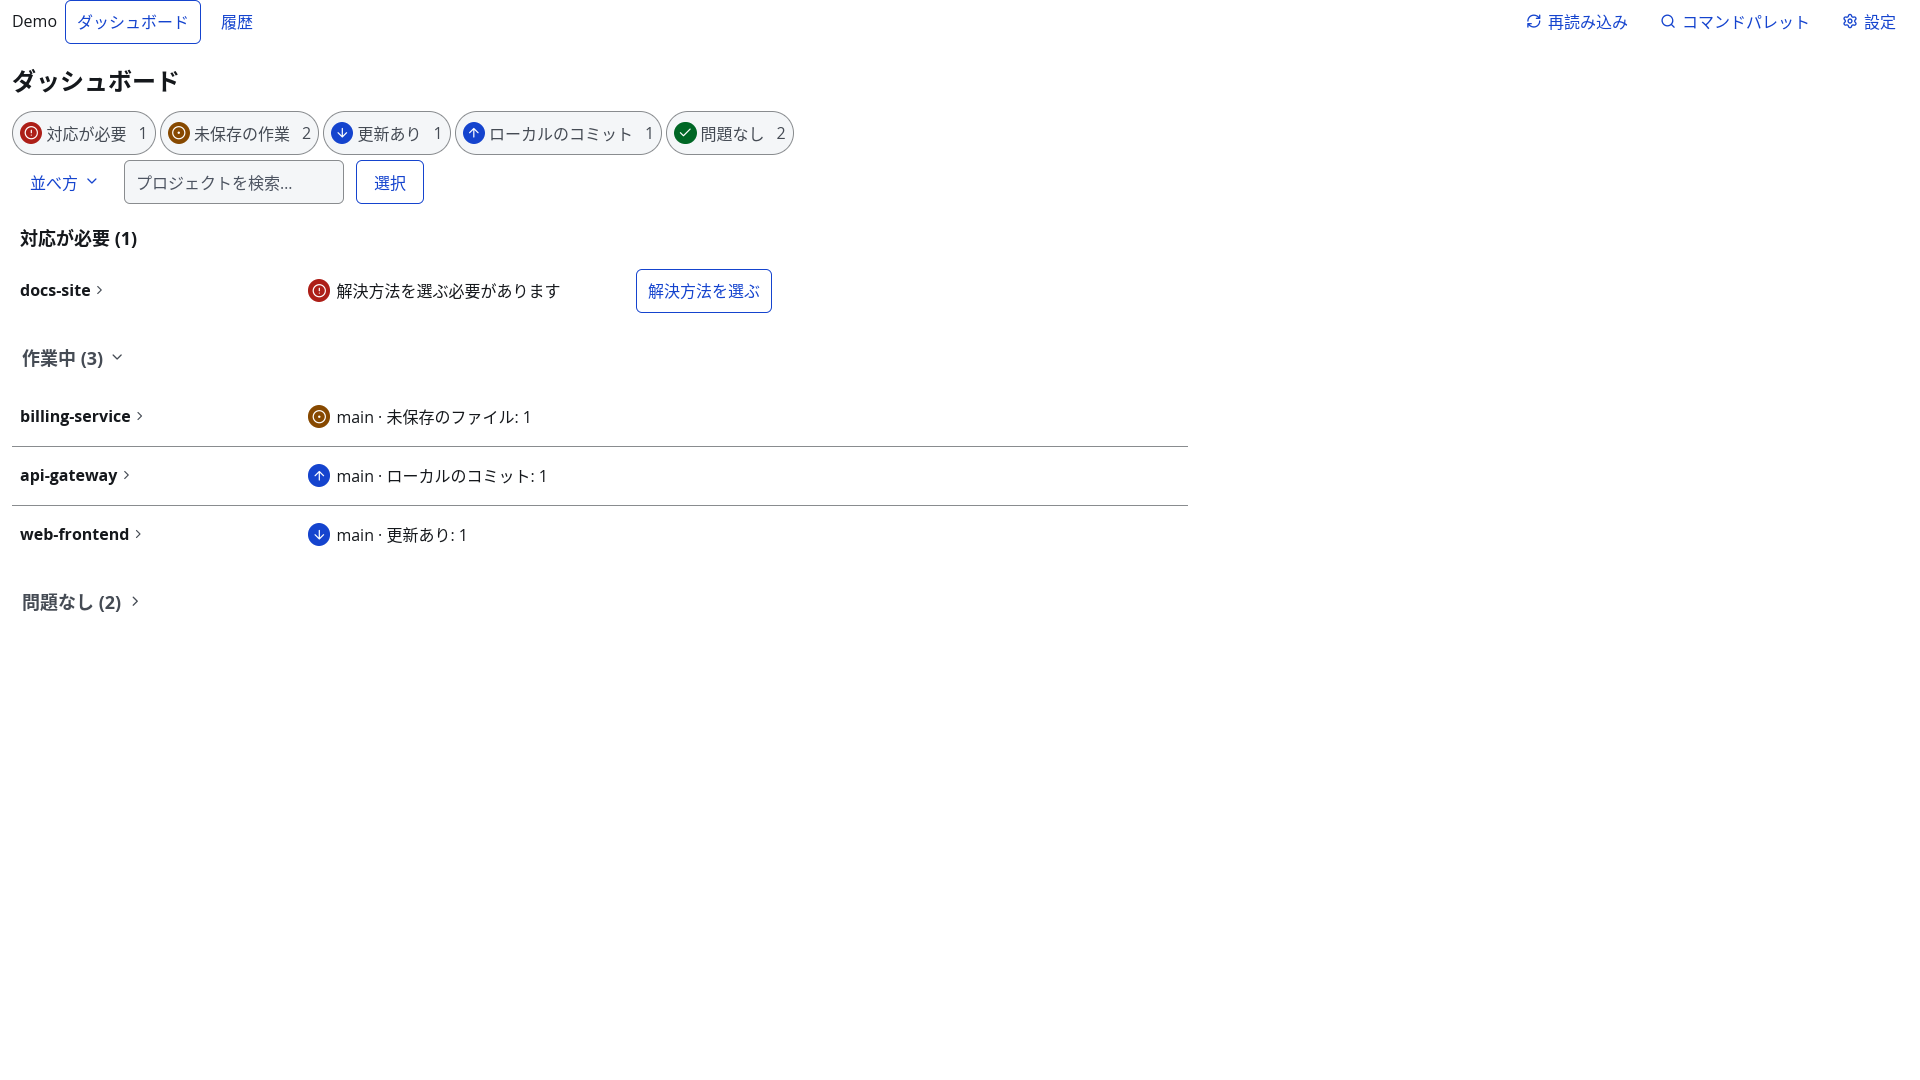 Demo ダッシュボード 履歴 再読み込み コマンドパレット 設定
ダッシュボード
対応が必要 1 未保存の作業 2 更新あり 1 ローカルのコミット 1 問題なし 2
並べ方 プロジェクトを検索... 選択
対応が必要 (1)
docs-site 解決方法を選ぶ必要があります 解決方法を選ぶ
作業中 (3)
billing-service main · 未保存のファイル: 1
api-gateway main · ローカルのコミット: 1
web-frontend main · 更新あり: 1
問題なし (2)